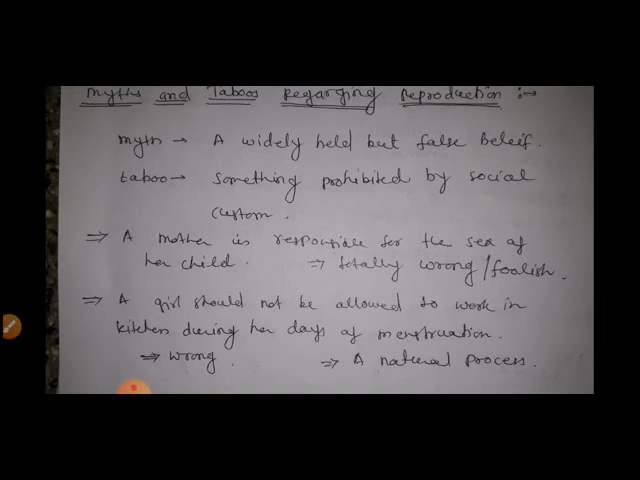 Myths and Taboos Regarging Reproduction :→
myth → A widely held but false beleif.
taboo → something prohibited by social
custom.
⇒ A mother is responsible for the sex of
her child. ⇒ totally wrong/foolish.
⇒ A girl should not be allowed to work in
kitchen during her days of menstruation.
⇒ wrong. ⇒ A natural process.